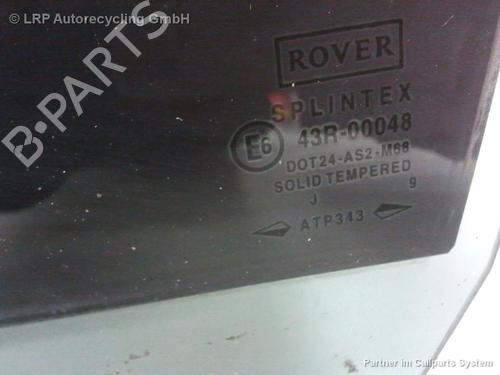 © LRP Autorecycling GmbH
B-PARTS
ROVER
SPLINTEX
E6 43R-00048
DOT24-AS2-M68
SOLID TEMPERED
J 9
ATP343
Partner im Callparts System